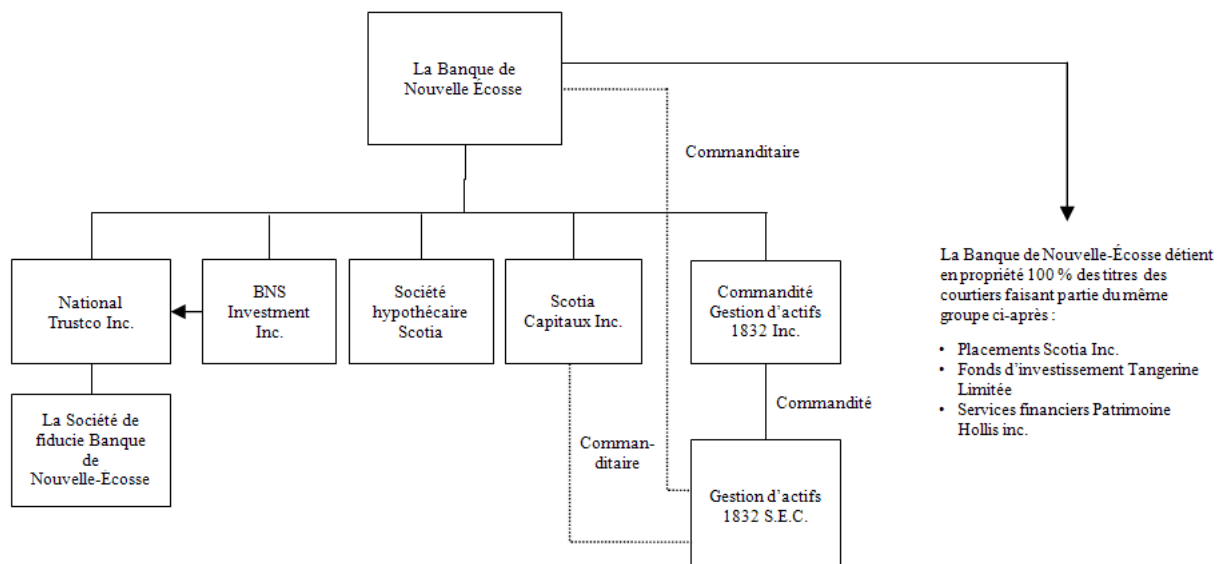 La Banque de
Nouvelle Écosse
Commanditaire
National
Trustco Inc.
BNS
Investment
Inc.
Société
hypothécaire
Scotia
Scotia
Capitaux Inc.
Commandité
Gestion d’actifs
1832 Inc.
La Banque de Nouvelle-Écosse détient
en propriété 100 % des titres des
courtiers faisant partie du même
groupe ci-après :
• Placements Scotia Inc.
• Fonds d’investissement Tangerine
Limitée
• Services financiers Patrimoine
Hollis inc.
Commandité
La Société de
fiducie Banque
de
Nouvelle-Écosse
Comman-
ditaire
Gestion d’actifs
1832 S.E.C.